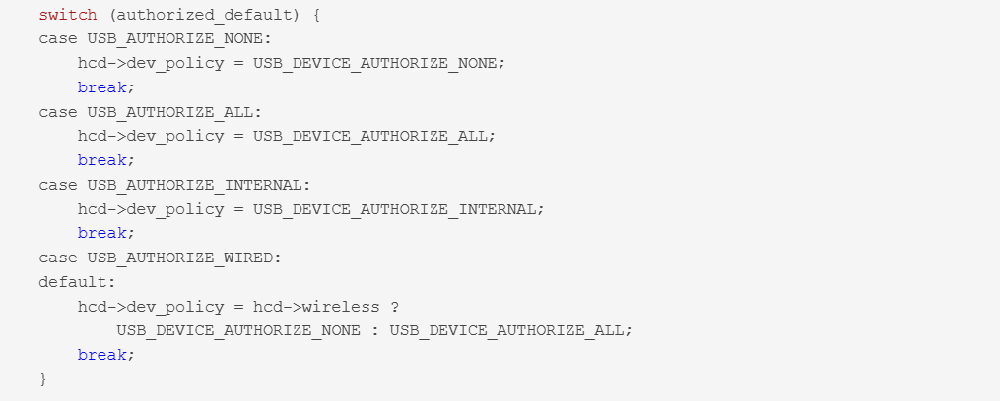 switch (authorized_default) {
case USB_AUTHORIZE_NONE:
hcd->dev_policy = USB_DEVICE_AUTHORIZE_NONE;
break;
case USB_AUTHORIZE_ALL:
hcd->dev_policy = USB_DEVICE_AUTHORIZE_ALL;
break;
case USB_AUTHORIZE_INTERNAL:
hcd->dev_policy = USB_DEVICE_AUTHORIZE_INTERNAL;
break;
case USB_AUTHORIZE_WIRED:
default:
hcd->dev_policy = hcd->wireless ?
USB_DEVICE_AUTHORIZE_NONE : USB_DEVICE_AUTHORIZE_ALL;
break;
}